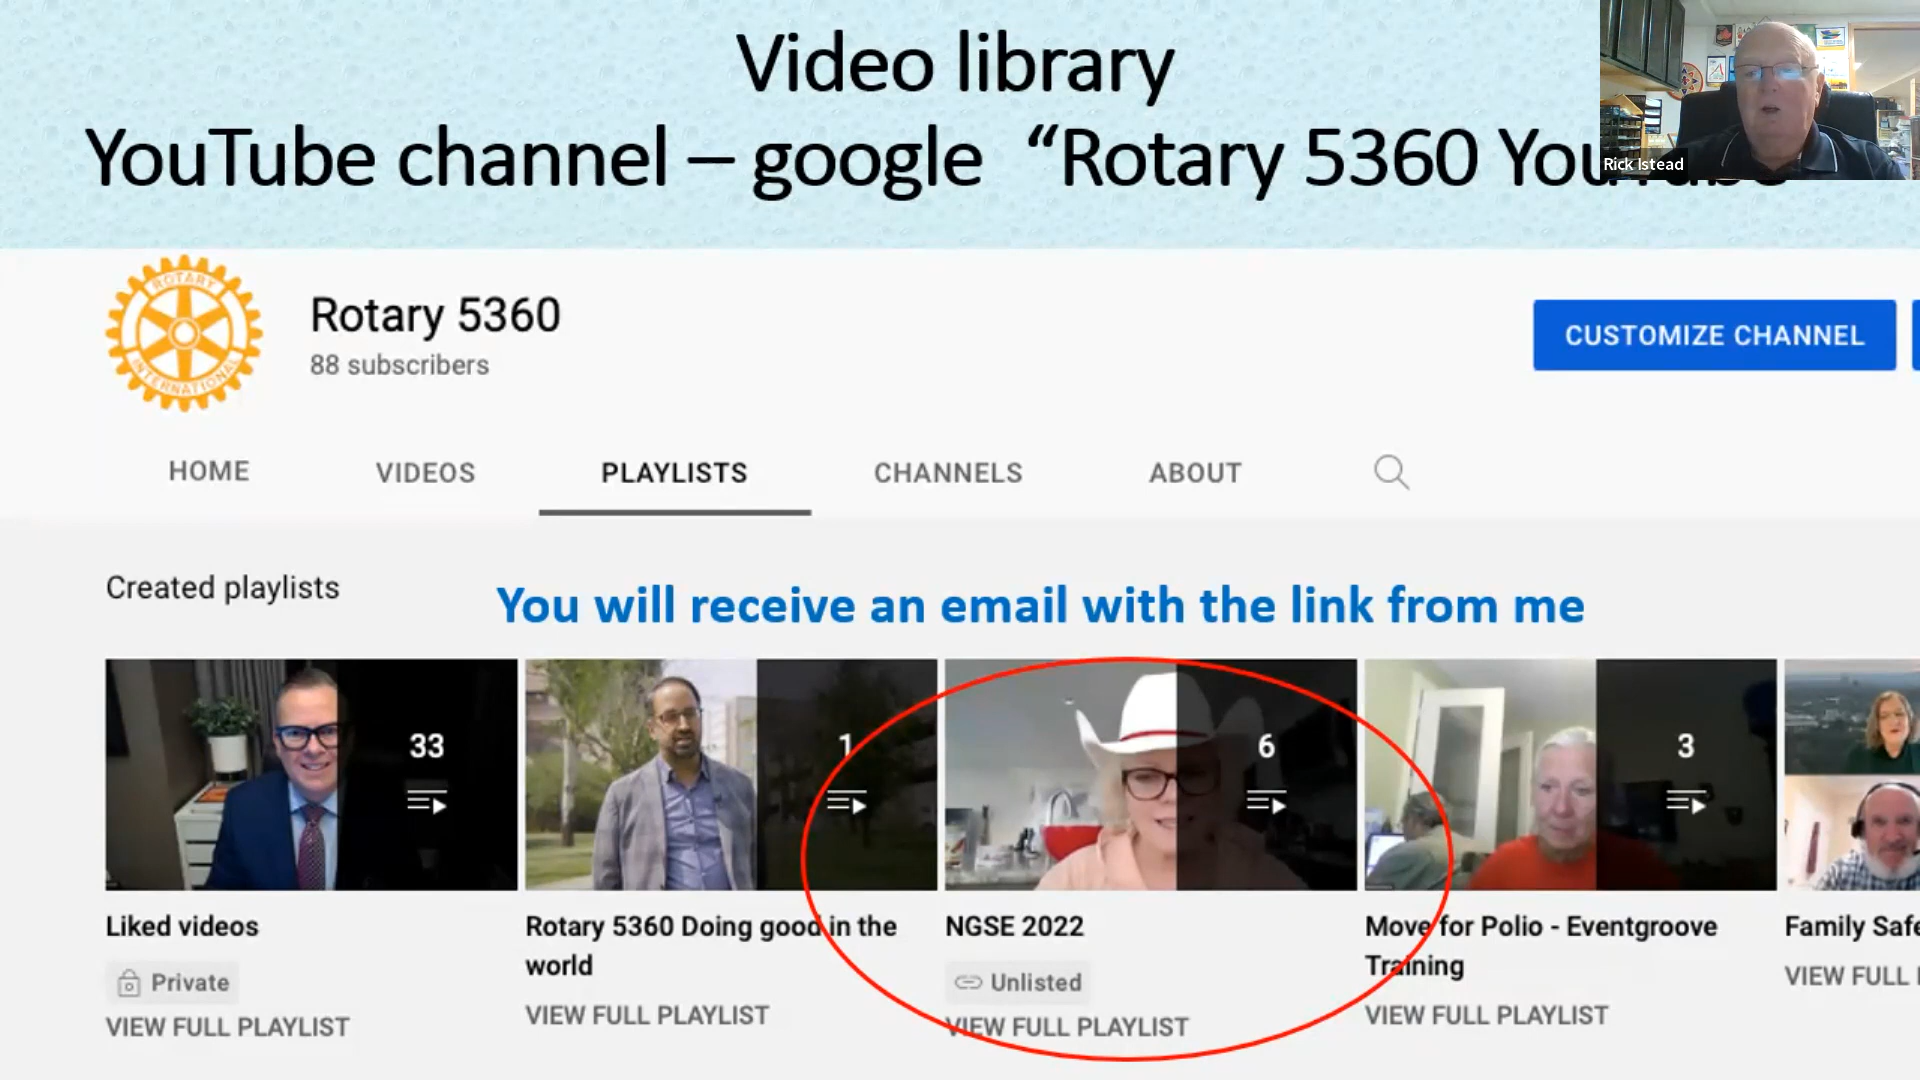 Video library
YouTube channel – google “Rotary 5360 YouTube
Rick Istead
ROTARY
INTERNATIONAL
Rotary 5360
88 subscribers
CUSTOMIZE CHANNEL
HOME
VIDEOS
PLAYLISTS
CHANNELS
ABOUT
Created playlists
You will receive an email with the link from me
33
1
6
3
Liked videos
Private
VIEW FULL PLAYLIST
Rotary 5360 Doing good in the
world
VIEW FULL PLAYLIST
NGSE 2022
Unlisted
VIEW FULL PLAYLIST
Move for Polio - Eventgroove
Training
VIEW FULL PLAYLIST
Family Safe
VIEW FULL